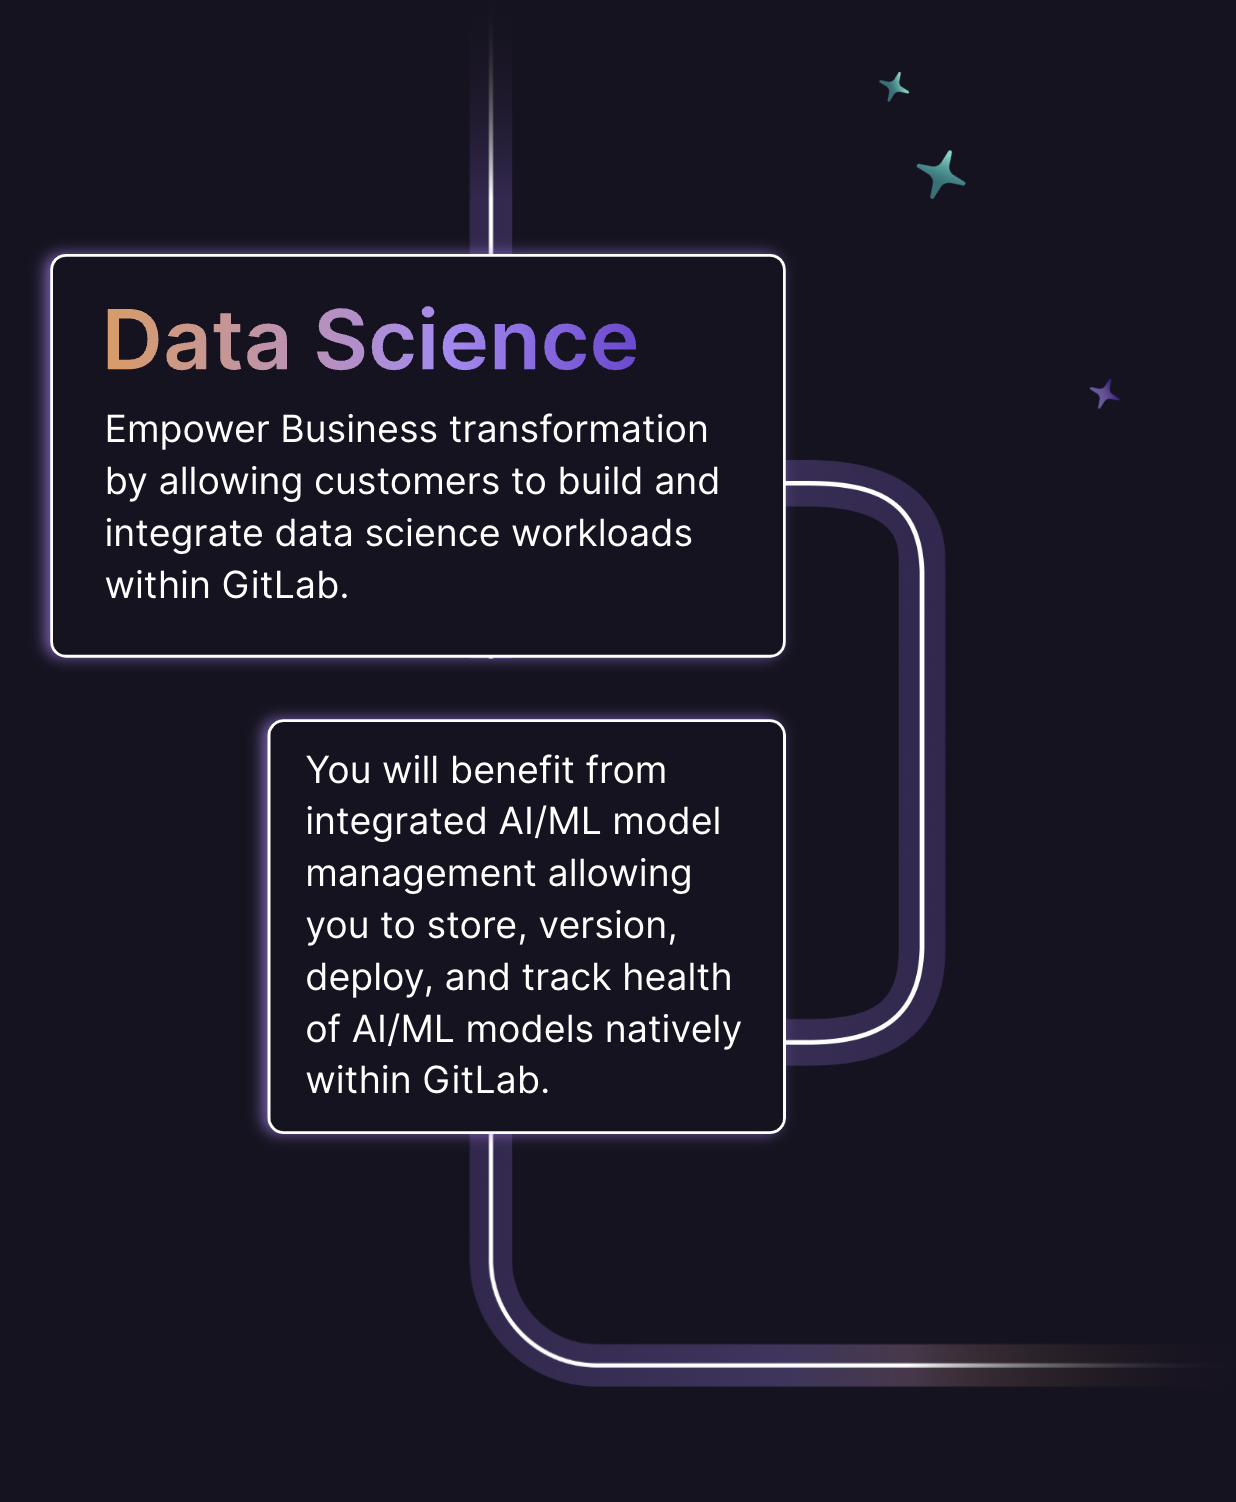 Data Science
Empower Business transformation
by allowing customers to build and
integrate data science workloads
within GitLab.
You will benefit from
integrated AI/ML model
management allowing
you to store, version,
deploy, and track health
of AI/ML models natively
within GitLab.